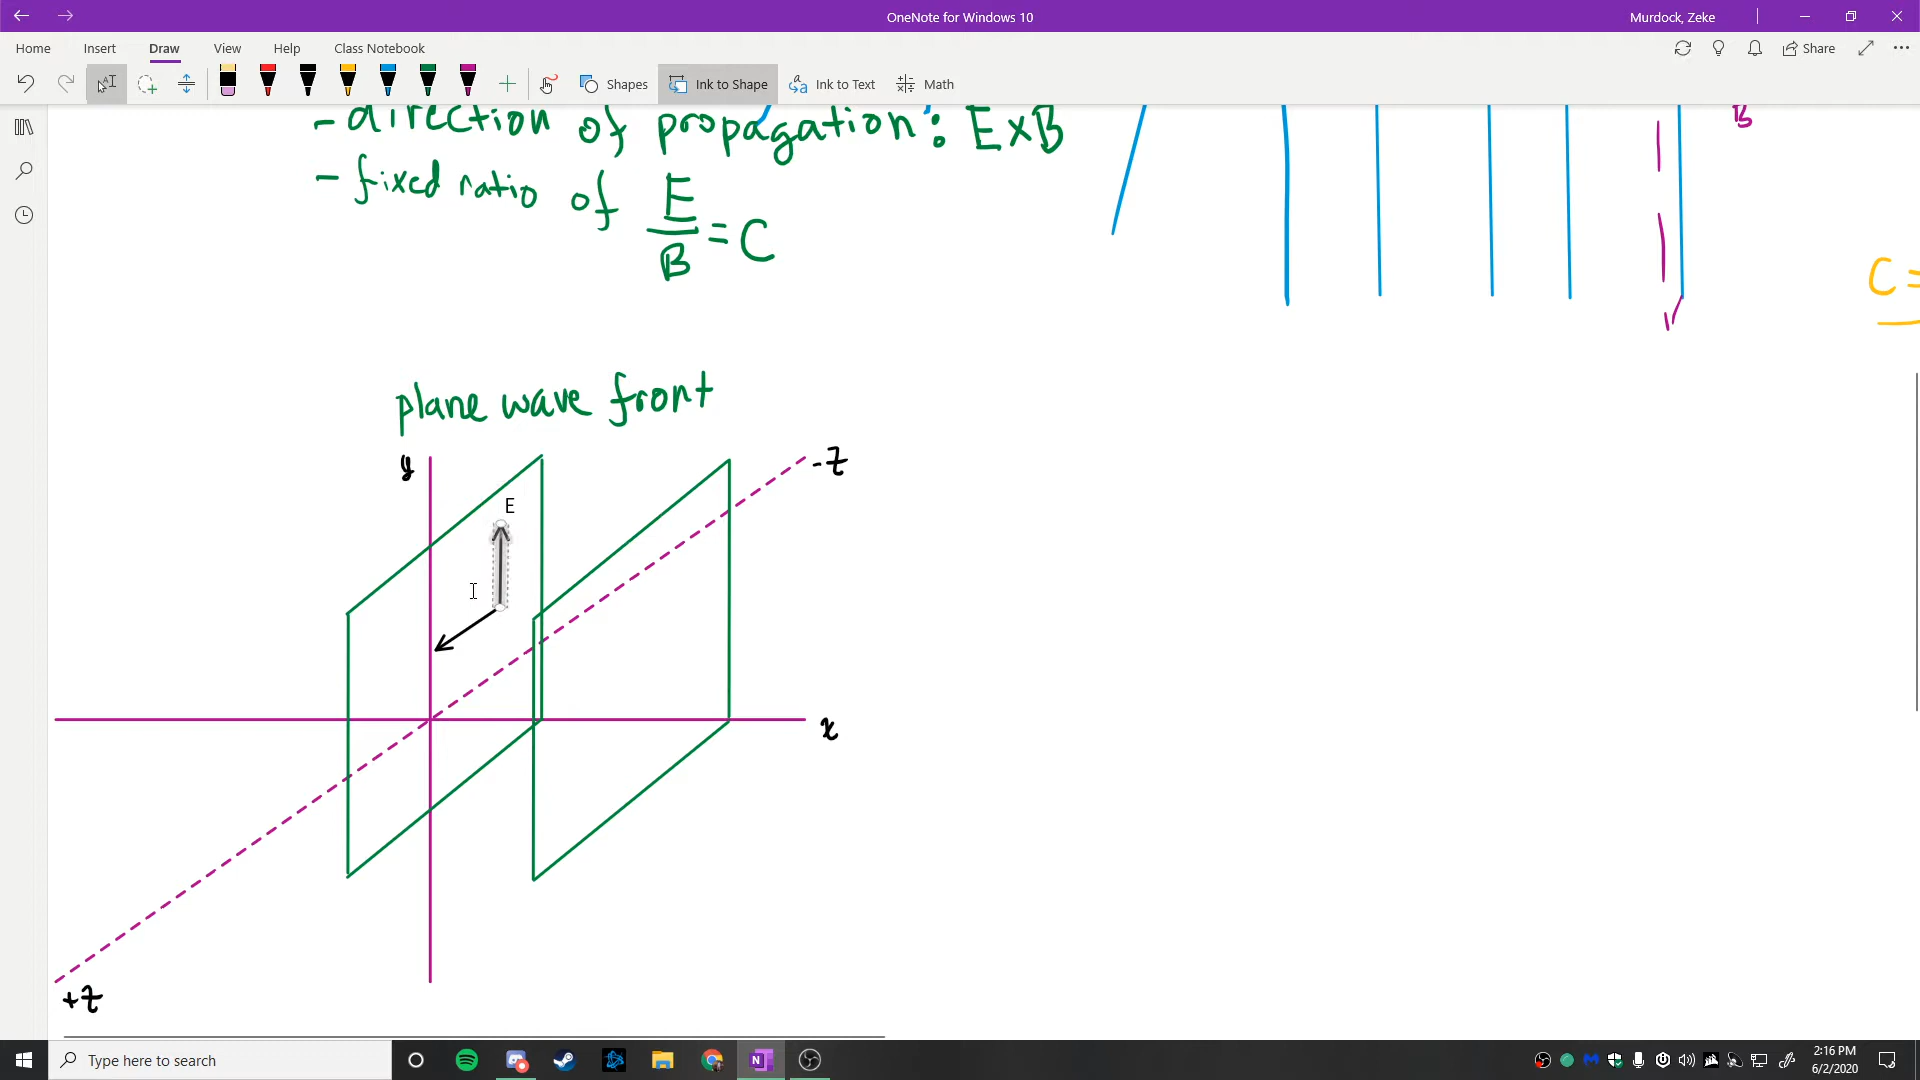 OneNote for Windows 10
Murdock, Zeke
Home
Insert
Draw
View
Help
Class Notebook
Share
Shapes
Ink to Shape
Ink to Text
Math
- direction of propagation: E x B
- fixed ratio of E/B = C
B
C =
plane wave front
y
-z
E
x
+z
Type here to search
2:16 PM
6/2/2020